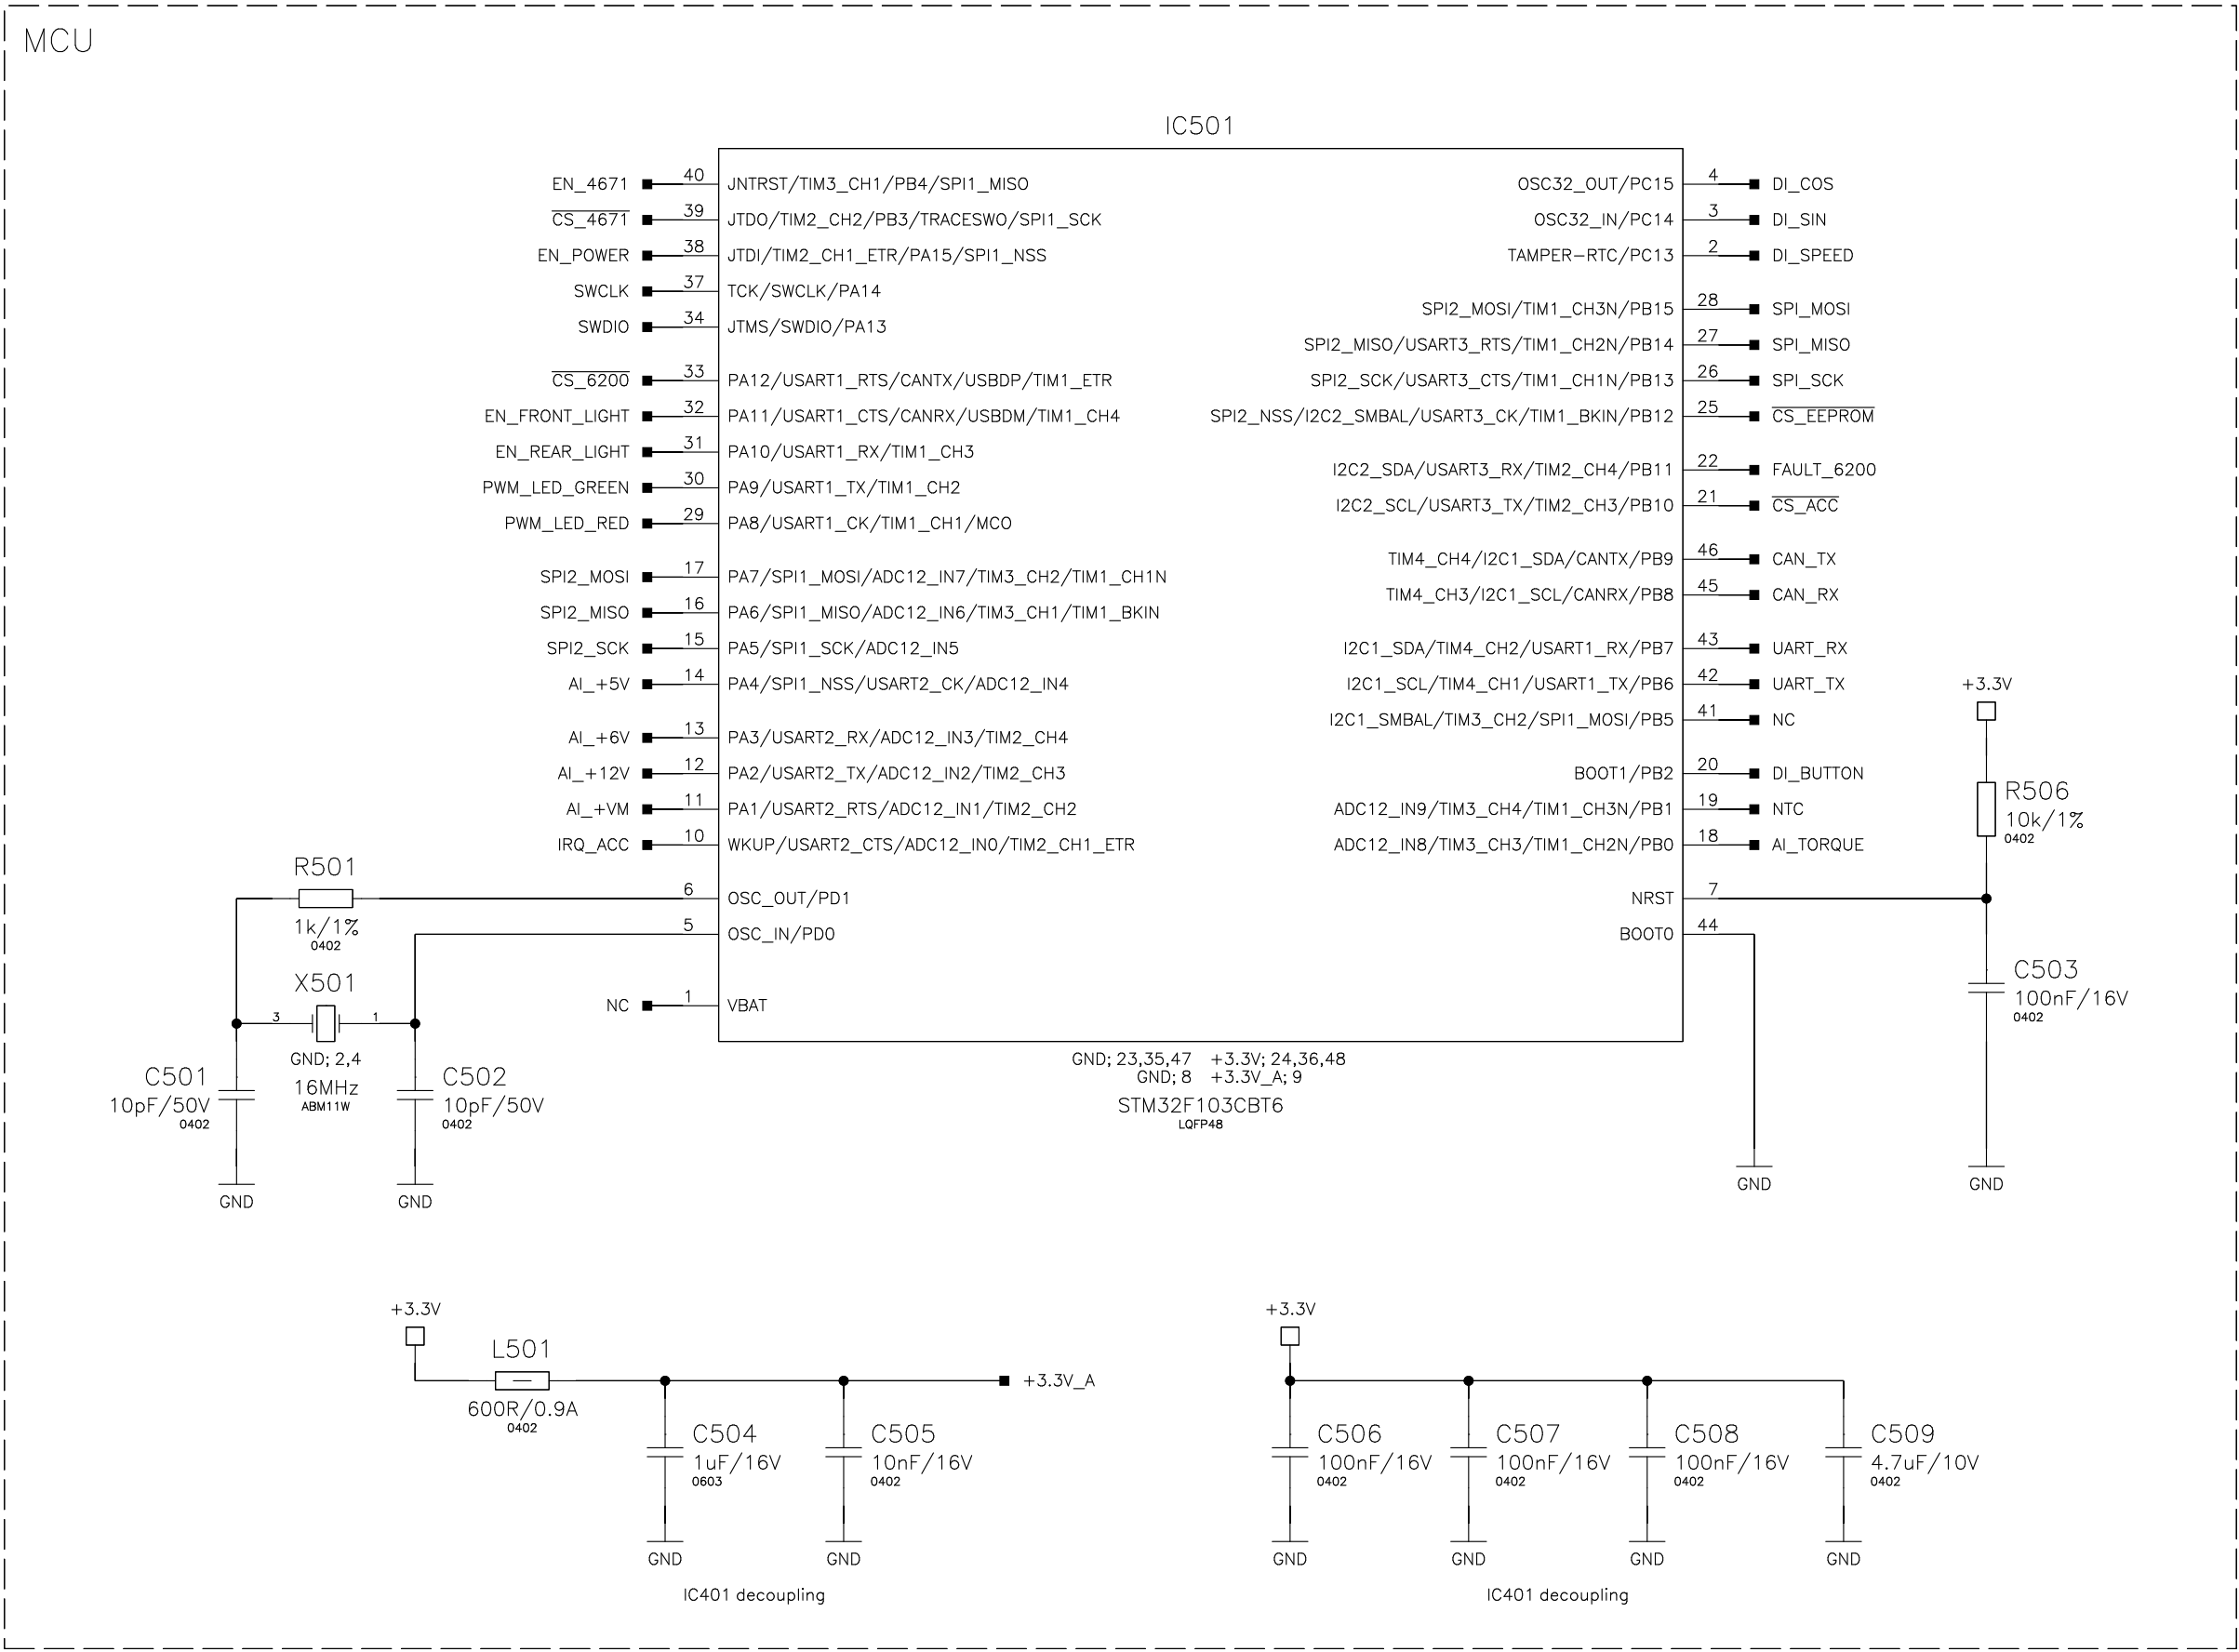 MCU
IC501
EN_4671 40 JNTRST/TIM3_CH1/PB4/SPI1_MISO
CS_4671 39 JTDO/TIM2_CH2/PB3/TRACESWO/SPI1_SCK
EN_POWER 38 JTDI/TIM2_CH1_ETR/PA15/SPI1_NSS
SWCLK 37 TCK/SWCLK/PA14
SWDIO 34 JTMS/SWDIO/PA13
CS_6200 33 PA12/USART1_RTS/CANTX/USBDP/TIM1_ETR
EN_FRONT_LIGHT 32 PA11/USART1_CTS/CANRX/USBDM/TIM1_CH4
EN_REAR_LIGHT 31 PA10/USART1_RX/TIM1_CH3
PWM_LED_GREEN 30 PA9/USART1_TX/TIM1_CH2
PWM_LED_RED 29 PA8/USART1_CK/TIM1_CH1/MCO
SPI2_MOSI 17 PA7/SPI1_MOSI/ADC12_IN7/TIM3_CH2/TIM1_CH1N
SPI2_MISO 16 PA6/SPI1_MISO/ADC12_IN6/TIM3_CH1/TIM1_BKIN
SPI2_SCK 15 PA5/SPI1_SCK/ADC12_IN5
AI_+5V 14 PA4/SPI1_NSS/USART2_CK/ADC12_IN4
AI_+6V 13 PA3/USART2_RX/ADC12_IN3/TIM2_CH4
AI_+12V 12 PA2/USART2_TX/ADC12_IN2/TIM2_CH3
AI_+VM 11 PA1/USART2_RTS/ADC12_IN1/TIM2_CH2
IRQ_ACC 10 WKUP/USART2_CTS/ADC12_IN0/TIM2_CH1_ETR
6 OSC_OUT/PD1
5 OSC_IN/PD0
NC 1 VBAT
OSC32_OUT/PC15 4 DI_COS
OSC32_IN/PC14 3 DI_SIN
TAMPER-RTC/PC13 2 DI_SPEED
SPI2_MOSI/TIM1_CH3N/PB15 28 SPI_MOSI
SPI2_MISO/USART3_RTS/TIM1_CH2N/PB14 27 SPI_MISO
SPI2_SCK/USART3_CTS/TIM1_CH1N/PB13 26 SPI_SCK
SPI2_NSS/I2C2_SMBAL/USART3_CK/TIM1_BKIN/PB12 25 CS_EEPROM
I2C2_SDA/USART3_RX/TIM2_CH4/PB11 22 FAULT_6200
I2C2_SCL/USART3_TX/TIM2_CH3/PB10 21 CS_ACC
TIM4_CH4/I2C1_SDA/CANTX/PB9 46 CAN_TX
TIM4_CH3/I2C1_SCL/CANRX/PB8 45 CAN_RX
I2C1_SDA/TIM4_CH2/USART1_RX/PB7 43 UART_RX
I2C1_SCL/TIM4_CH1/USART1_TX/PB6 42 UART_TX
I2C1_SMBAL/TIM3_CH2/SPI1_MOSI/PB5 41 NC
BOOT1/PB2 20 DI_BUTTON
ADC12_IN9/TIM3_CH4/TIM1_CH3N/PB1 19 NTC
ADC12_IN8/TIM3_CH3/TIM1_CH2N/PB0 18 AI_TORQUE
NRST 7
BOOT0 44
GND; 23,35,47 +3.3V; 24,36,48
GND; 8 +3.3V_A; 9
STM32F103CBT6
LQFP48
R501
1k/1%
0402
X501
3 1
GND; 2,4
16MHz
ABM11W
C501
10pF/50V
0402
GND
C502
10pF/50V
0402
GND
+3.3V
R506
10k/1%
0402
C503
100nF/16V
0402
GND
GND
+3.3V
L501
600R/0.9A
0402
+3.3V_A
C504
1uF/16V
0603
GND
C505
10nF/16V
0402
GND
IC401 decoupling
+3.3V
C506
100nF/16V
0402
GND
C507
100nF/16V
0402
GND
C508
100nF/16V
0402
GND
C509
4.7uF/10V
0402
GND
IC401 decoupling